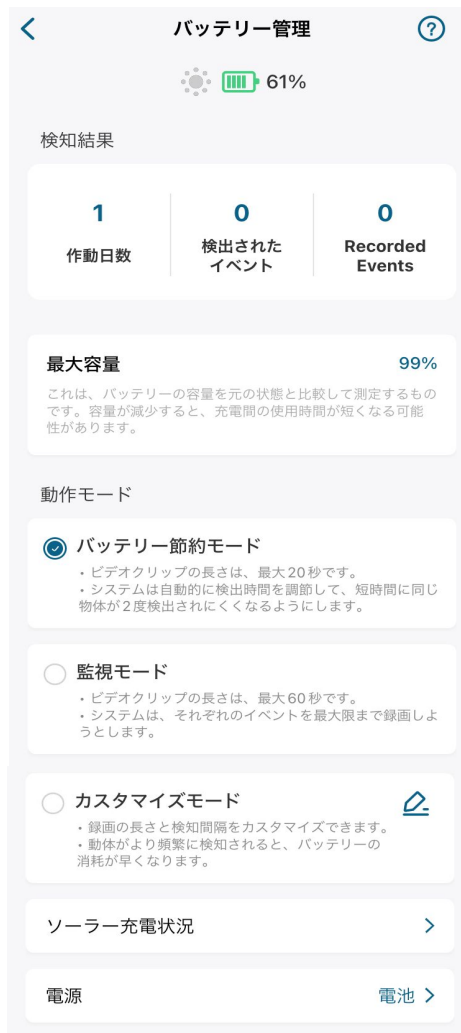 バッテリー管理
?
61%
検知結果
1
作動日数
0
検出された
イベント
0
Recorded
Events
最大容量 99%
これは、バッテリーの容量を元の状態と比較して測定するもの
です。容量が減少すると、充電間の使用時間が短くなる可能
性があります。
動作モード
バッテリー節約モード
・ビデオクリップの長さは、最大20秒です。
・システムは自動的に検出時間を調節して、短時間に同じ
物体が2度検出されにくくなるようにします。
監視モード
・ビデオクリップの長さは、最大60秒です。
・システムは、それぞれのイベントを最大限まで録画しよ
うとします。
カスタマイズモード
・録画の長さと検知間隔をカスタマイズできます。
・動体がより頻繁に検知されると、バッテリーの
消耗が早くなります。
ソーラー充電状況
電源 電池